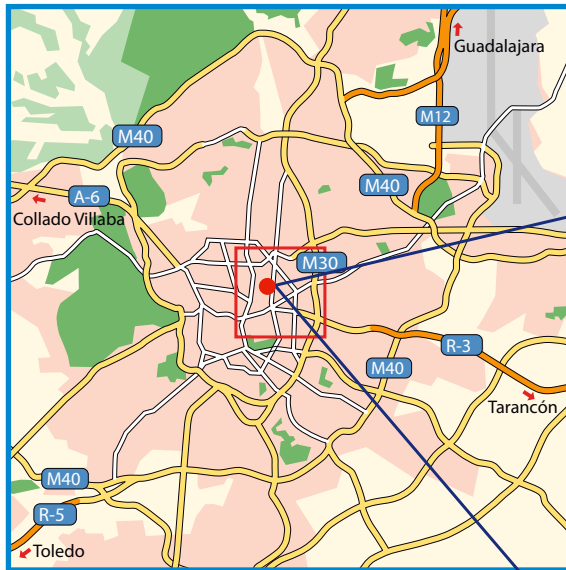 Guadalajara
M12
M40
M40
A-6
Collado Villaba
M30
R-3
M40
Tarancón
M40
R-5
Toledo